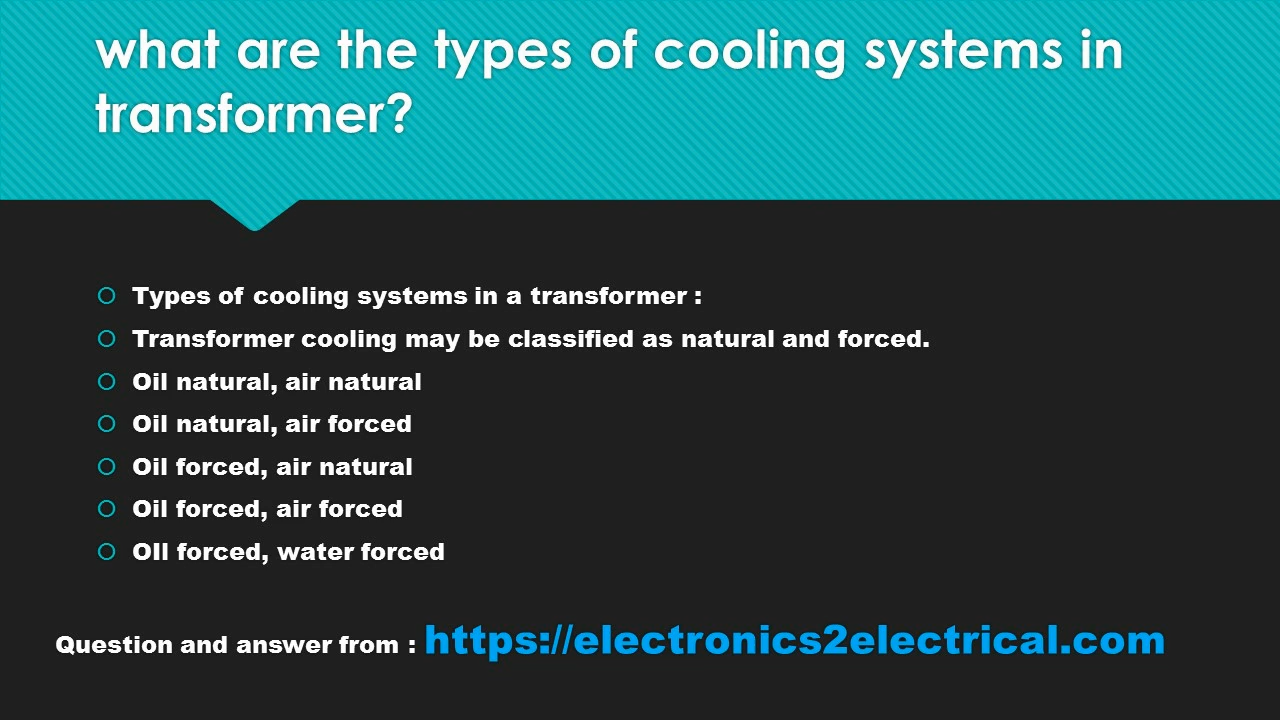 what are the types of cooling systems in
transformer?
Types of cooling systems in a transformer :
Transformer cooling may be classified as natural and forced.
Oil natural, air natural
Oil natural, air forced
Oil forced, air natural
Oil forced, air forced
OIl forced, water forced
Question and answer from : https://electronics2electrical.com